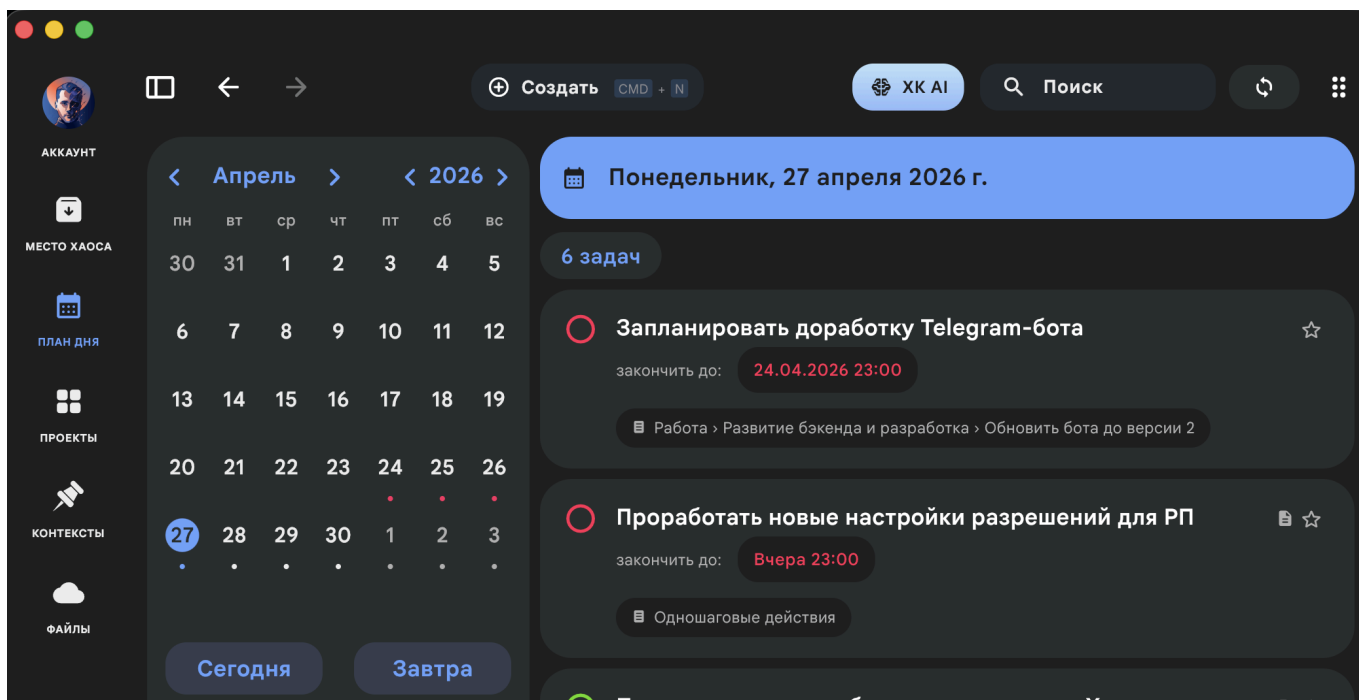 Создать CMD + N
ХК AI
Поиск
АККАУНТ
МЕСТО ХАОСА
ПЛАН ДНЯ
ПРОЕКТЫ
КОНТЕКСТЫ
ФАЙЛЫ
Апрель 2026
пн вт ср чт пт сб вс
30 31 1 2 3 4 5
6 7 8 9 10 11 12
13 14 15 16 17 18 19
20 21 22 23 24 25 26
27 28 29 30 1 2 3
Сегодня Завтра
Понедельник, 27 апреля 2026 г.
6 задач
Запланировать доработку Telegram-бота
закончить до: 24.04.2026 23:00
Работа › Развитие бэкенда и разработка › Обновить бота до версии 2
Проработать новые настройки разрешений для РП
закончить до: Вчера 23:00
Одношаговые действия